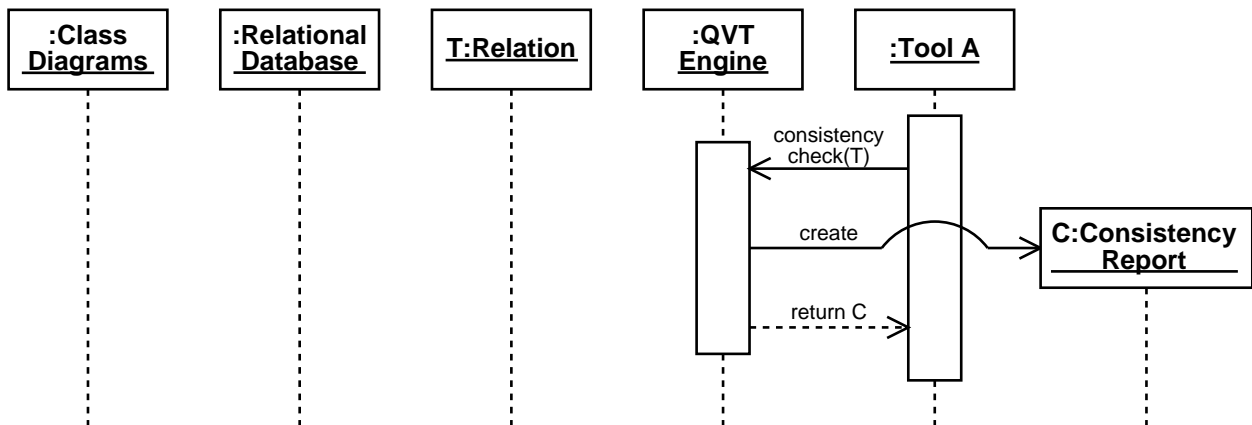 :Class
Diagrams
:Relational
Database
T:Relation
:QVT
Engine
:Tool A
consistency
check(T)
create
C:Consistency
Report
return C